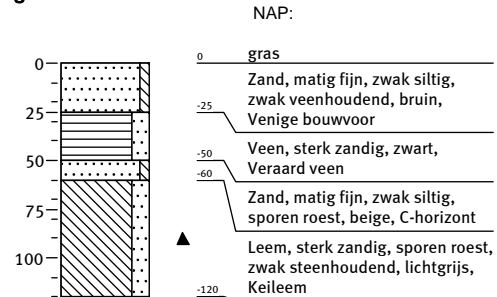 g
NAP:
0
25
50
75
100
0
gras
Zand, matig fijn, zwak siltig,
zwak veenhoudend, bruin,
Venige bouwvoor
-25
Veen, sterk zandig, zwart,
Veraard veen
-50
-60
Zand, matig fijn, zwak siltig,
sporen roest, beige, C-horizont
Leem, sterk zandig, sporen roest,
zwak steenhoudend, lichtgrijs,
Keileem
-120